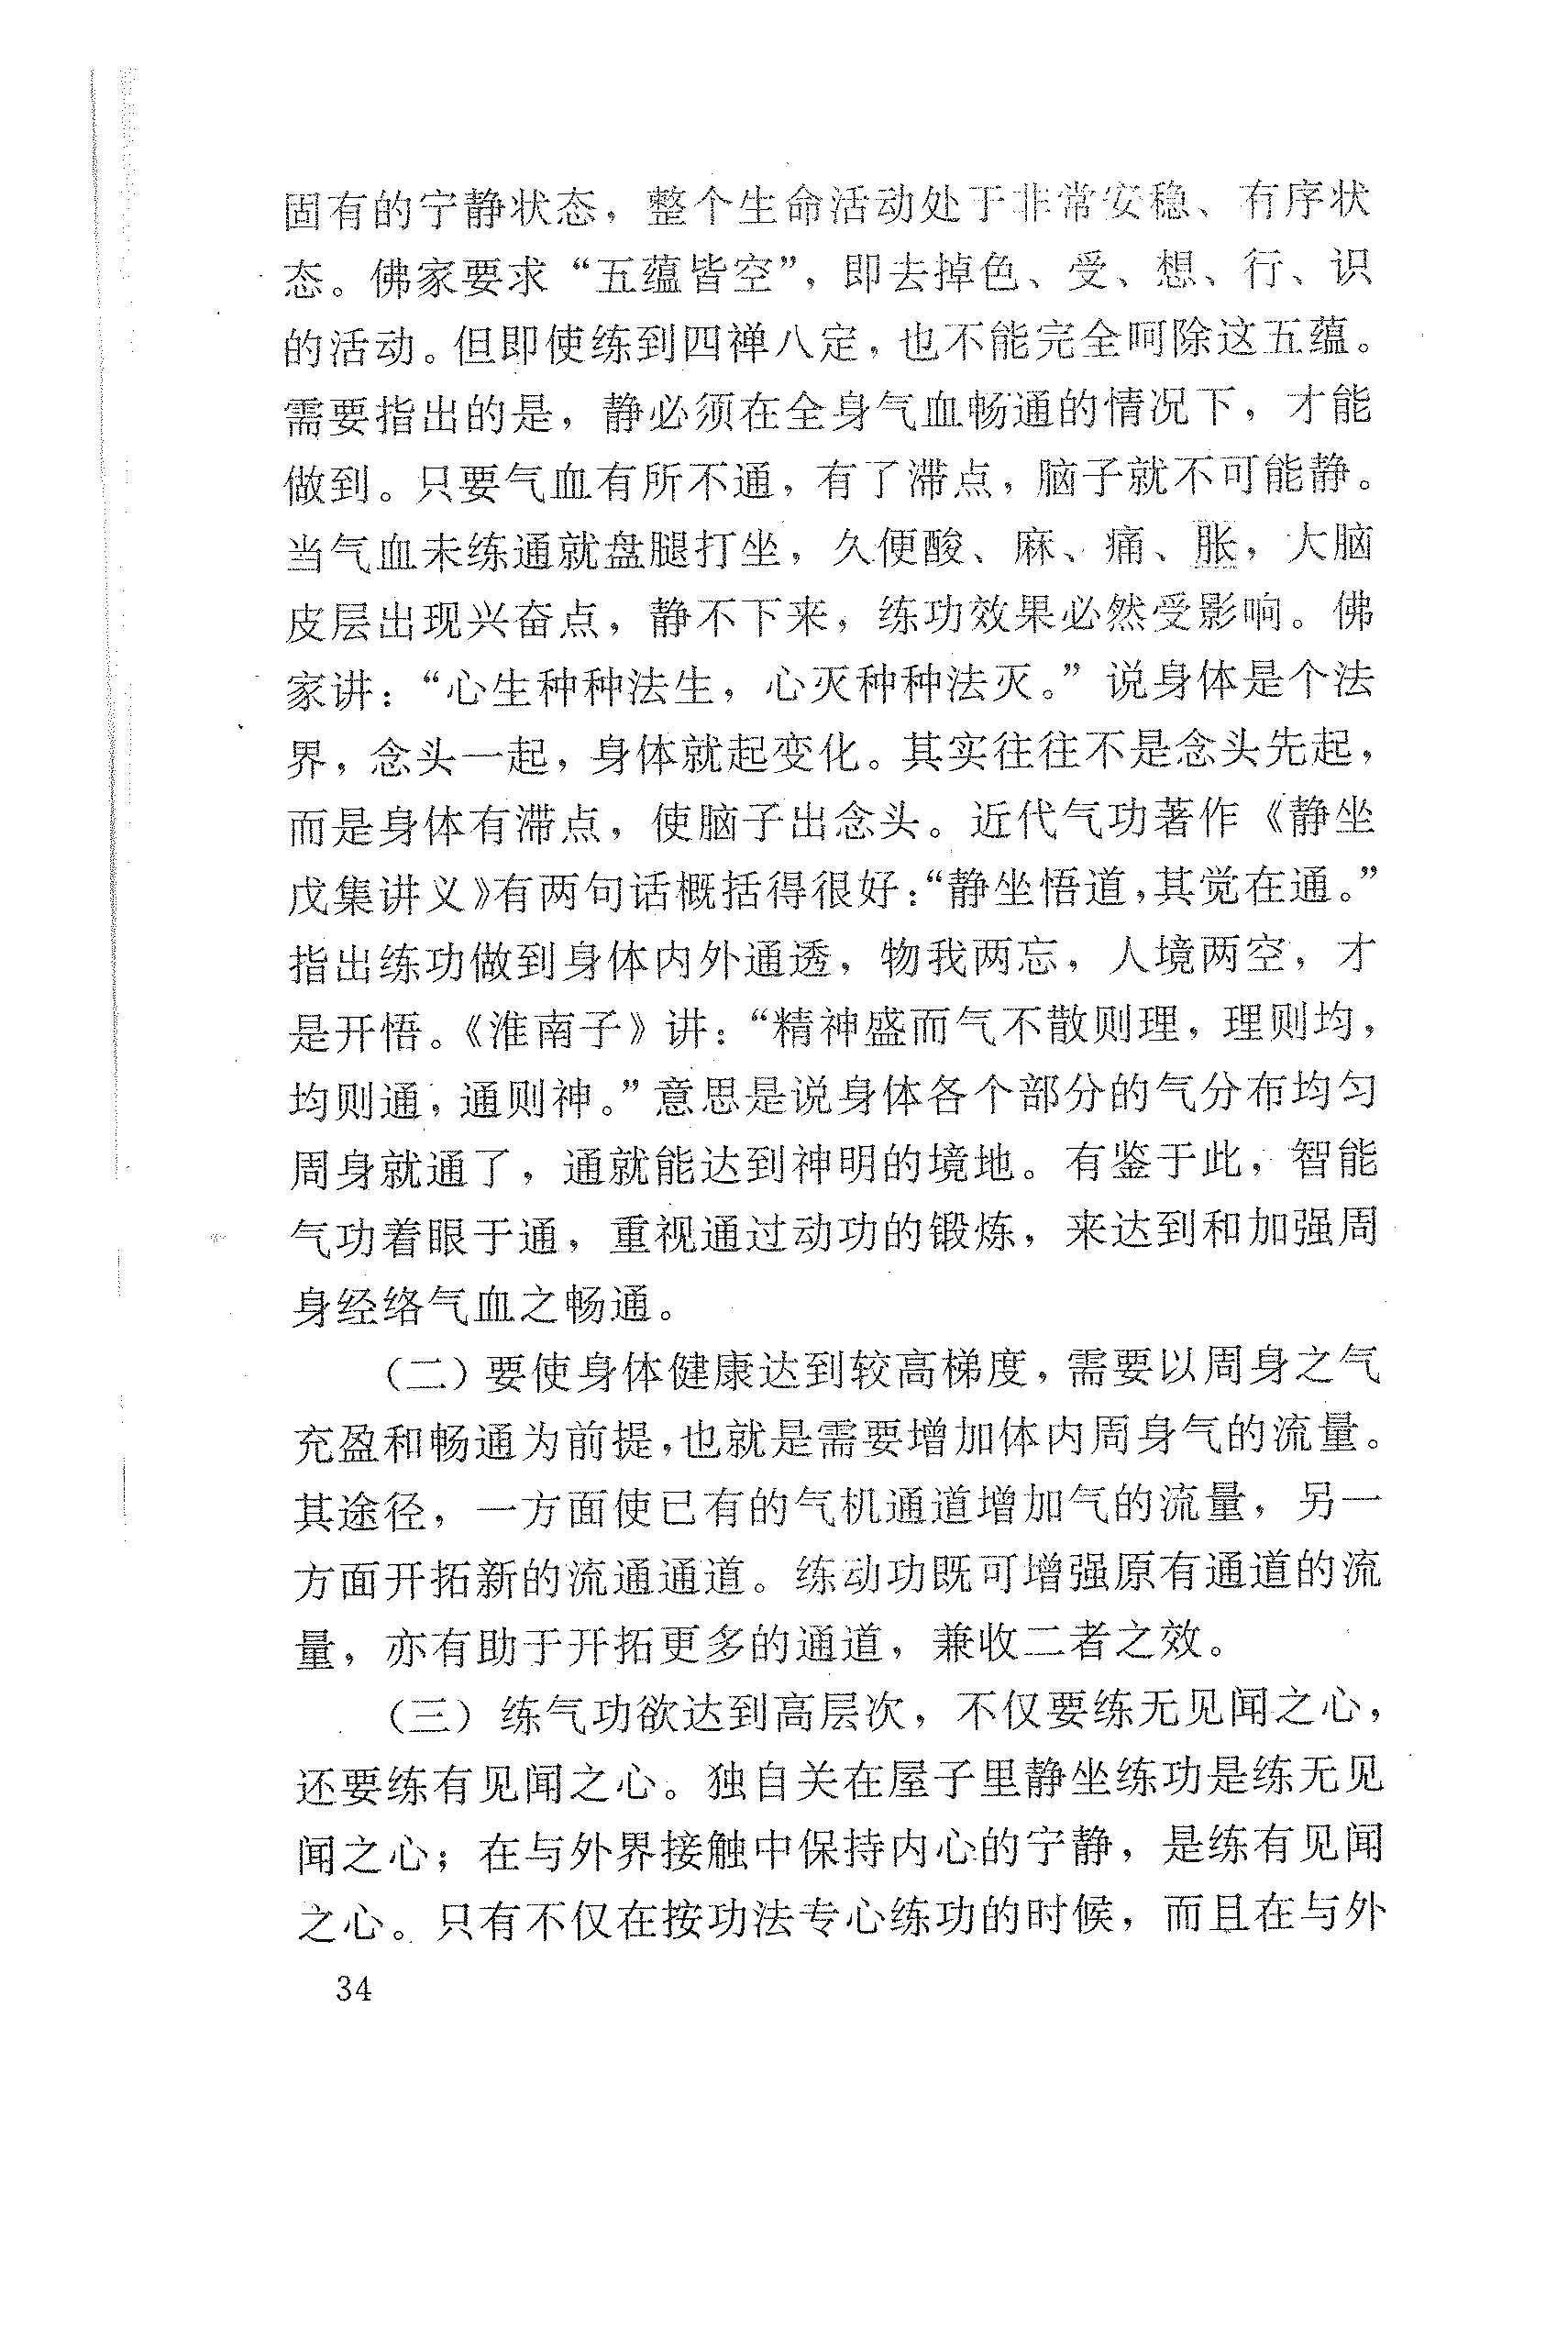 固有的宁静状态，整个生命活动处于非常安稳、有序状
态。佛家要求“五蕴皆空”，即去掉色、受、想、行、识
的活动。但即使练到四禅八定，也不能完全呵除这五蕴。
需要指出的是，静必须在全身气血畅通的情况下，才能
做到。只要气血有所不通，有了滞点，脑子就不可能静。
当气血未练通就盘腿打坐，久便酸、麻、痛、胀，大脑
皮层出现兴奋点，静不下来，练功效果必然受影响。佛
家讲：“心生种种法生，心灭种种法灭。”说身体是个法
界，念头一起，身体就起变化。其实往往不是念头先起，
而是身体有滞点，使脑子出念头。近代气功著作《静坐
戊集讲义》有两句话概括得很好：“静坐悟道，其觉在通。”
指出练功做到身体内外通透，物我两忘，人境两空，才
是开悟。《淮南子》讲：“精神盛而气不散则理，理则均，
均则通，通则神。”意思是说身体各个部分的气分布均匀
周身就通了，通就能达到神明的境地。有鉴于此，智能
气功着眼于通，重视通过动功的锻炼，来达到和加强周
身经络气血之畅通。
（二）要使身体健康达到较高梯度，需要以周身之气
充盈和畅通为前提，也就是需要增加体内周身气的流量。
其途径，一方面使已有的气机通道增加气的流量，另一
方面开拓新的流通通道。练动功既可增强原有通道的流
量，亦有助于开拓更多的通道，兼收二者之效。
（三）练气功欲达到高层次，不仅要练无见闻之心，
还要练有见闻之心。独自关在屋子里静坐练功是练无见
闻之心；在与外界接触中保持内心的宁静，是练有见闻
之心。只有不仅在按功法专心练功的时候，而且在与外
34